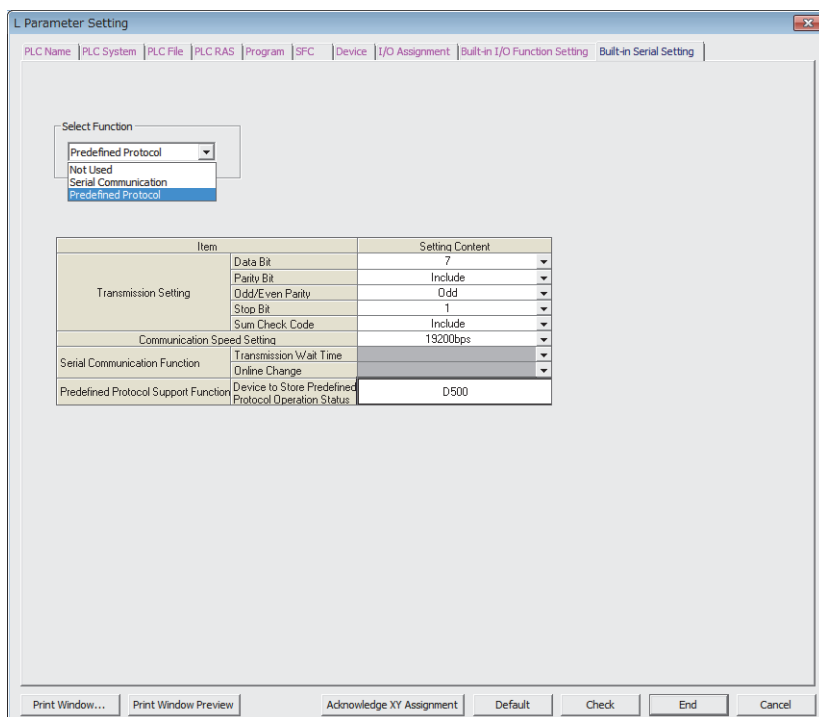 L Parameter Setting
PLC Name PLC System PLC File PLC RAS Program SFC Device I/O Assignment Built-in I/O Function Setting Built-in Serial Setting
Select Function
Predefined Protocol
Not Used
Serial Communication
Predefined Protocol
Item Setting Content
Transmission Setting
Data Bit 7
Parity Bit Include
Odd/Even Parity Odd
Stop Bit 1
Sum Check Code Include
Communication Speed Setting 19200bps
Serial Communication Function
Transmission Wait Time
Online Change
Predefined Protocol Support Function
Device to Store Predefined
Protocol Operation Status
D500
Print Window... Print Window Preview Acknowledge XY Assignment Default Check End Cancel